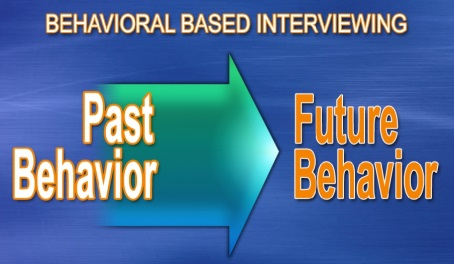 BEHAVIORAL BASED INTERVIEWING
Past
Behavior
Future
Behavior